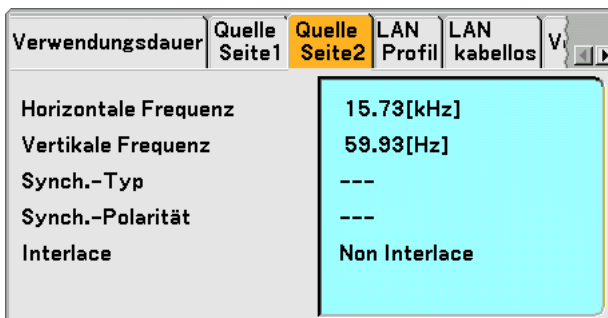 Verwendungsdauer
Quelle Seite1
Quelle Seite2
LAN Profil
LAN kabellos
Horizontale Frequenz 15.73[kHz]
Vertikale Frequenz 59.93[Hz]
Synch.-Typ ---
Synch.-Polarität ---
Interlace Non Interlace